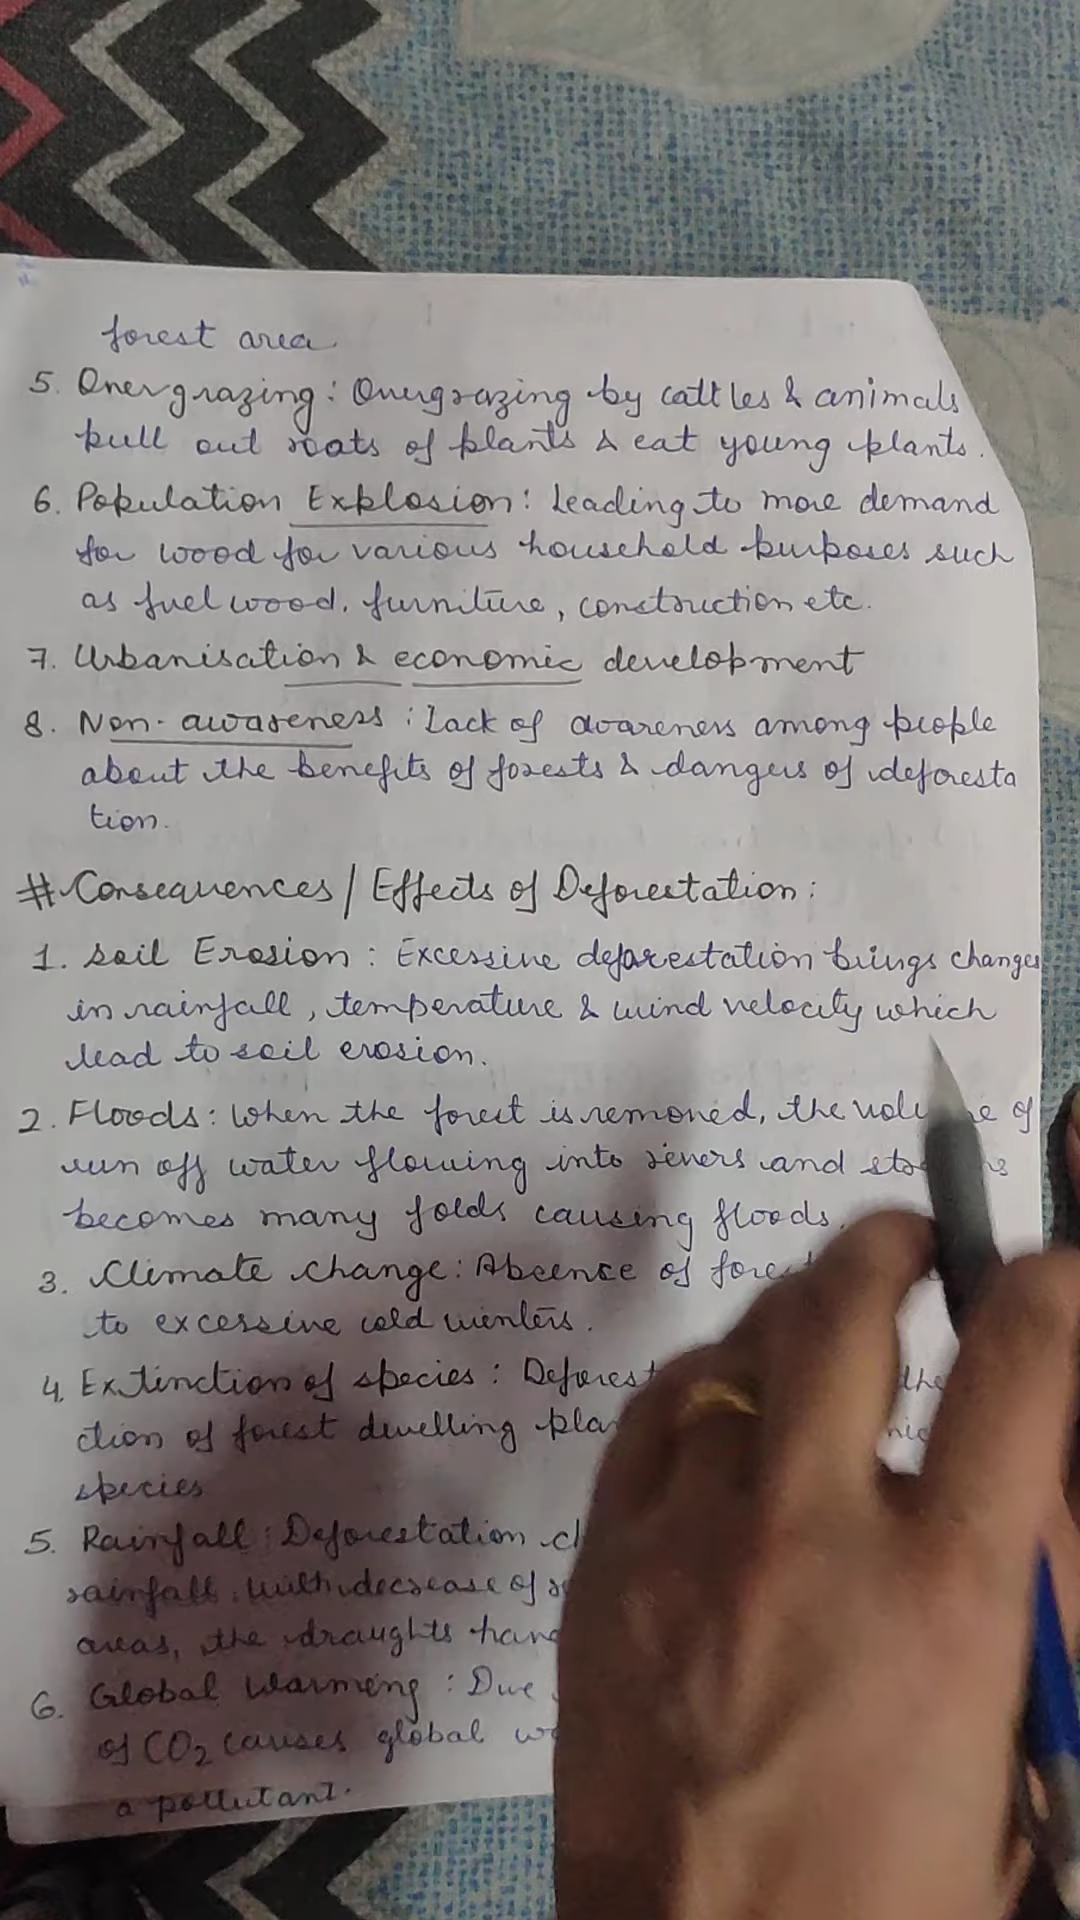 forest area
5. Overgrazing: Overgrazing by cattles & animals
pull out roots of plants & eat young plants.
6. Population Explosion: Leading to more demand
for wood for various household purposes such
as fuel wood, furniture, construction etc.
7. Urbanisation & economic development
8. Non-awareness: Lack of avareness among people
about the benefits of forests & dangers of deforesta
tion.
# Consequences / Effects of Deforestation:
1. Soil Erosion: Excessive deforestation brings changes
in rainfall, temperature & wind velocity which
lead to soil erosion.
2. Floods: When the forest is removed, the of
run off water flowing into rivers and
becomes many folds causing floods.
3. Climate change: Absence of
to excessive cold winters.
4. Extinction of species: the
ction of forest dwelling
species
5. Rainfall: Deforestation
rainfall. With decrease of
areas, the draughts
6. Global Warming: Due
of CO2 causes global
a pollutant.